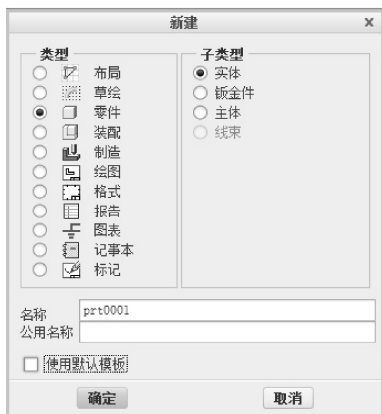 新建
x
类型
布局
草绘
零件
装配
制造
绘图
格式
报告
图表
记事本
标记
子类型
实体
钣金件
主体
线束
名称 prt0001
公用名称
使用默认模板
确定 取消